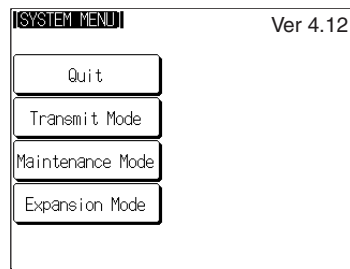 [SYSTEM MENU]
Ver 4.12
Quit
Transmit Mode
Maintenance Mode
Expansion Mode